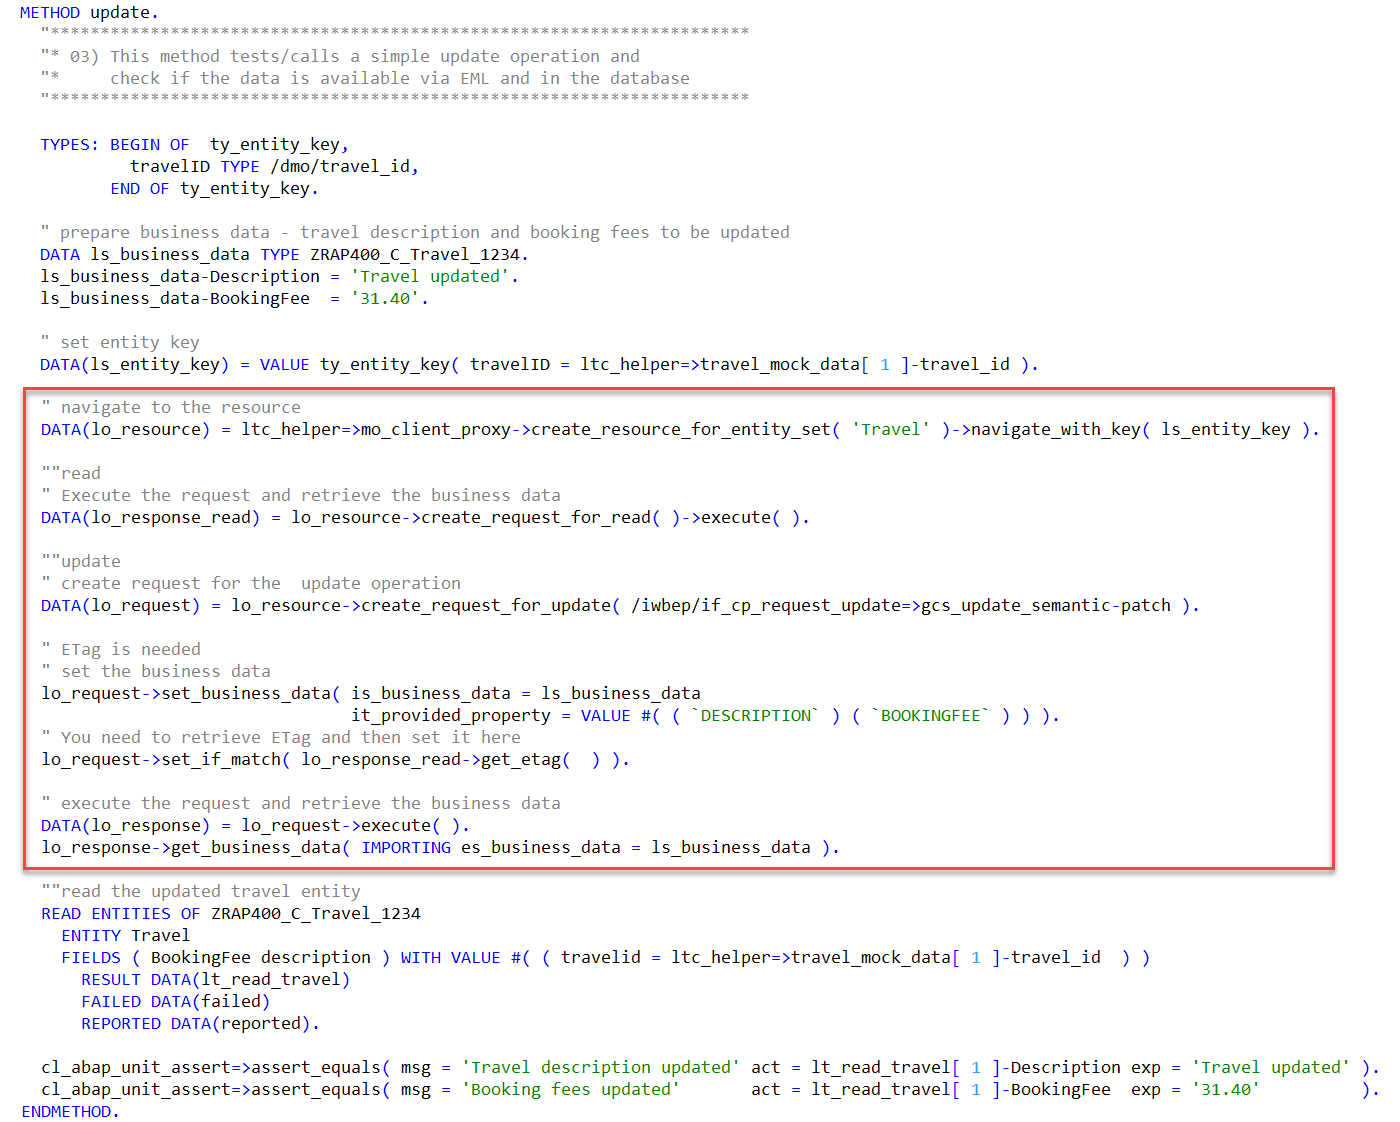 METHOD update.
"**********************************************************************
"* 03) This method tests/calls a simple update operation and
"*     check if the data is available via EML and in the database
"**********************************************************************
TYPES: BEGIN OF  ty_entity_key,
         travelID TYPE /dmo/travel_id,
       END OF ty_entity_key.
" prepare business data - travel description and booking fees to be updated
DATA ls_business_data TYPE ZRAP400_C_Travel_1234.
ls_business_data-Description = 'Travel updated'.
ls_business_data-BookingFee  = '31.40'.
" set entity key
DATA(ls_entity_key) = VALUE ty_entity_key( travelID = ltc_helper=>travel_mock_data[ 1 ]-travel_id ).
" navigate to the resource
DATA(lo_resource) = ltc_helper=>mo_client_proxy->create_resource_for_entity_set( 'Travel' )->navigate_with_key( ls_entity_key ).
""read
" Execute the request and retrieve the business data
DATA(lo_response_read) = lo_resource->create_request_for_read( )->execute( ).
""update
" create request for the  update operation
DATA(lo_request) = lo_resource->create_request_for_update( /iwbep/if_cp_request_update=>gcs_update_semantic-patch ).
" ETag is needed
" set the business data
lo_request->set_business_data( is_business_data = ls_business_data
                               it_provided_property = VALUE #( ( `DESCRIPTION` ) ( `BOOKINGFEE` ) ) ).
" You need to retrieve ETag and then set it here
lo_request->set_if_match( lo_response_read->get_etag(  ) ).
" execute the request and retrieve the business data
DATA(lo_response) = lo_request->execute( ).
lo_response->get_business_data( IMPORTING es_business_data = ls_business_data ).
""read the updated travel entity
READ ENTITIES OF ZRAP400_C_Travel_1234
  ENTITY Travel
  FIELDS ( BookingFee description ) WITH VALUE #( ( travelid = ltc_helper=>travel_mock_data[ 1 ]-travel_id  ) )
    RESULT DATA(lt_read_travel)
    FAILED DATA(failed)
    REPORTED DATA(reported).
cl_abap_unit_assert=>assert_equals( msg = 'Travel description updated' act = lt_read_travel[ 1 ]-Description exp = 'Travel updated' ).
cl_abap_unit_assert=>assert_equals( msg = 'Booking fees updated'       act = lt_read_travel[ 1 ]-BookingFee  exp = '31.40'          ).
ENDMETHOD.